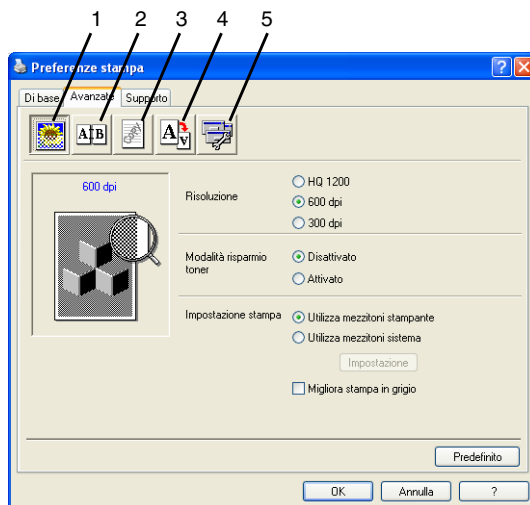 1 2 3 4 5
Preferenze stampa
Di base Avanzate Supporto
A B
Copy
A A
600 dpi
Risoluzione
HQ 1200
600 dpi
300 dpi
Modalità risparmio toner
Disattivato
Attivato
Impostazione stampa
Utilizza mezzitoni stampante
Utilizza mezzitoni sistema
Impostazione
Migliora stampa in grigio
Predefinito
OK Annulla ?